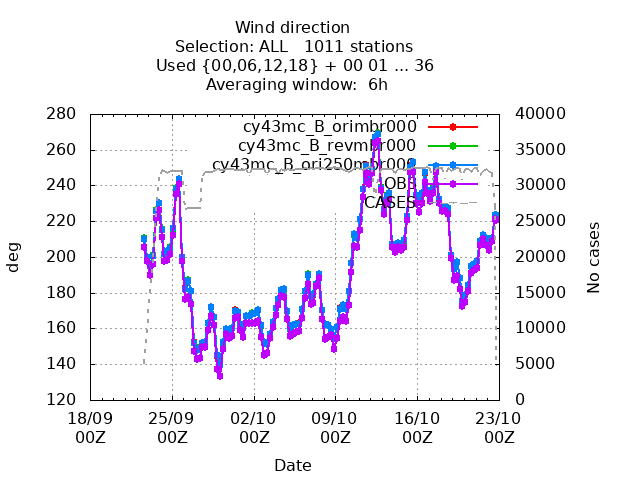 Wind direction
Selection: ALL   1011 stations
Used {00,06,12,18} + 00 01 ... 36
Averaging window:  6h
280
260
240
220
200
180
160
140
120
deg
40000
35000
30000
25000
20000
15000
10000
5000
0
No cases
cy43mc_B_orimbr000
cy43mc_B_revmbr000
cy43mc_B_ori250mbr000
OBS
CASES
18/09 25/09 02/10 09/10 16/10 23/10
00Z 00Z 00Z 00Z 00Z 00Z
Date